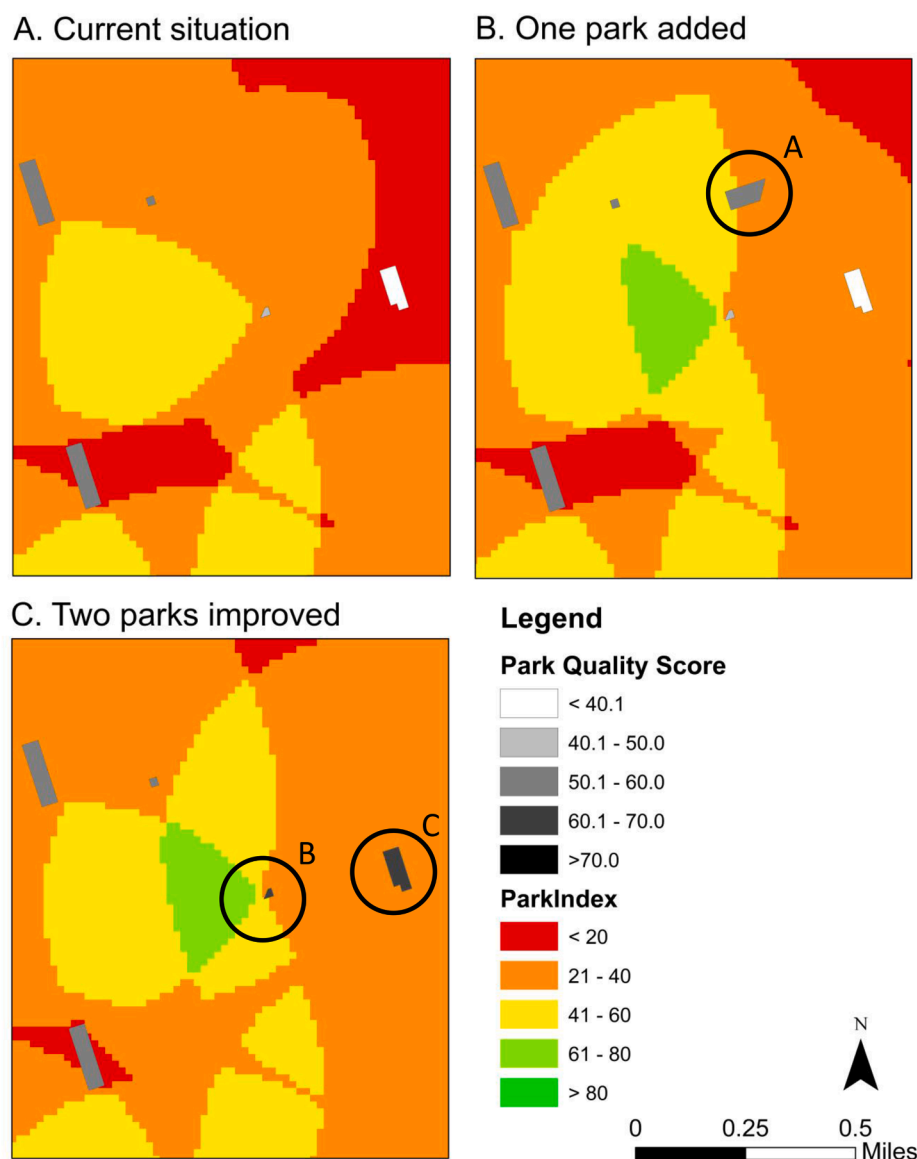 A. Current situation
B. One park added
A
C. Two parks improved
B
C
Legend
Park Quality Score
< 40.1
40.1 - 50.0
50.1 - 60.0
60.1 - 70.0
>70.0
ParkIndex
< 20
21 - 40
41 - 60
61 - 80
> 80
N
0 0.25 0.5
Miles